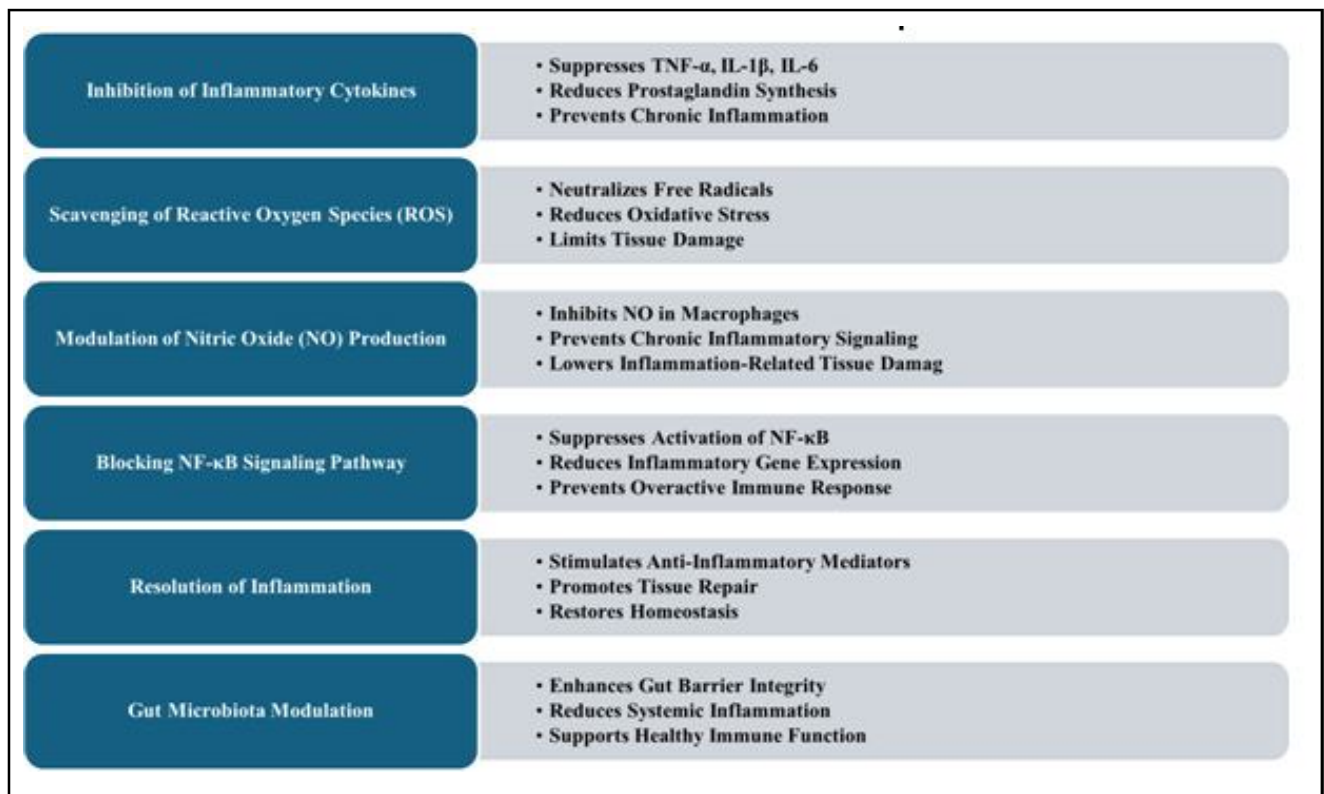 Inhibition of Inflammatory Cytokines
• Suppresses TNF-α, IL-1β, IL-6
• Reduces Prostaglandin Synthesis
• Prevents Chronic Inflammation
Scavenging of Reactive Oxygen Species (ROS)
• Neutralizes Free Radicals
• Reduces Oxidative Stress
• Limits Tissue Damage
Modulation of Nitric Oxide (NO) Production
• Inhibits NO in Macrophages
• Prevents Chronic Inflammatory Signaling
• Lowers Inflammation-Related Tissue Damag
Blocking NF-κB Signaling Pathway
• Suppresses Activation of NF-κB
• Reduces Inflammatory Gene Expression
• Prevents Overactive Immune Response
Resolution of Inflammation
• Stimulates Anti-Inflammatory Mediators
• Promotes Tissue Repair
• Restores Homeostasis
Gut Microbiota Modulation
• Enhances Gut Barrier Integrity
• Reduces Systemic Inflammation
• Supports Healthy Immune Function